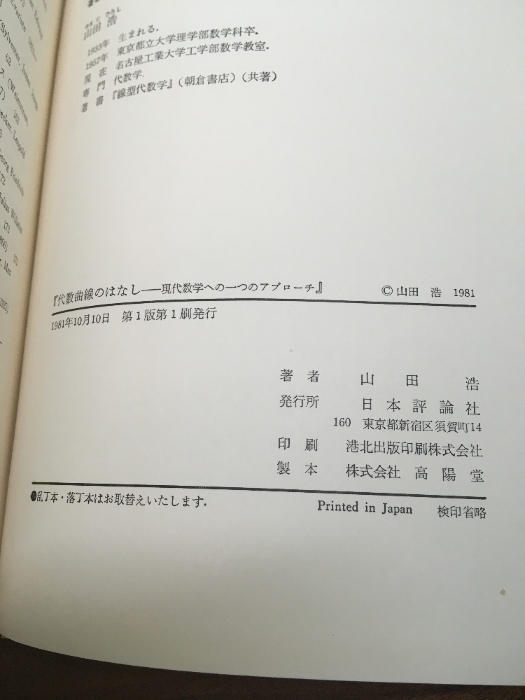 山田 浩
1933年 生まれる.
1957年 東京都立大学理学部数学科卒.
現在 名古屋工業大学工学部数学教室.
専門 代数学.
著書 『線型代数学』(朝倉書店)(共著)
『代数曲線のはなし――現代数学への一つのアプローチ』 ©山田 浩 1981
1981年10月10日 第1版第1刷発行
著者 山田 浩
発行所 日本評論社
160 東京都新宿区須賀町14
印刷 港北出版印刷株式会社
製本 株式会社 高陽堂
●乱丁本・落丁本はお取替えいたします. Printed in Japan 検印省略